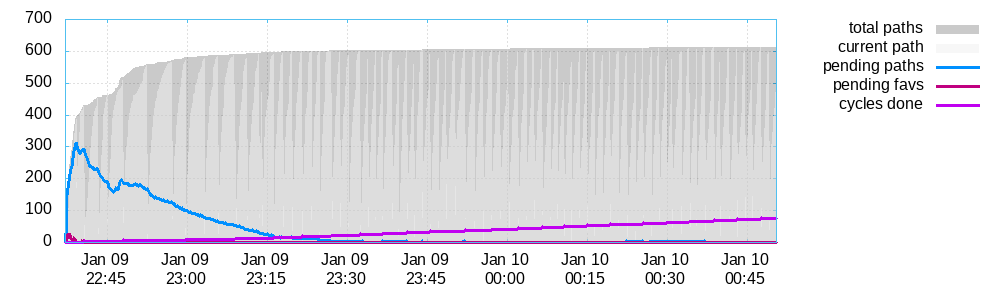 700
600
500
400
300
200
100
0
Jan 09 Jan 09 Jan 09 Jan 09 Jan 09 Jan 10 Jan 10 Jan 10 Jan 10
22:45 23:00 23:15 23:30 23:45 00:00 00:15 00:30 00:45
total paths
current path
pending paths
pending favs
cycles done